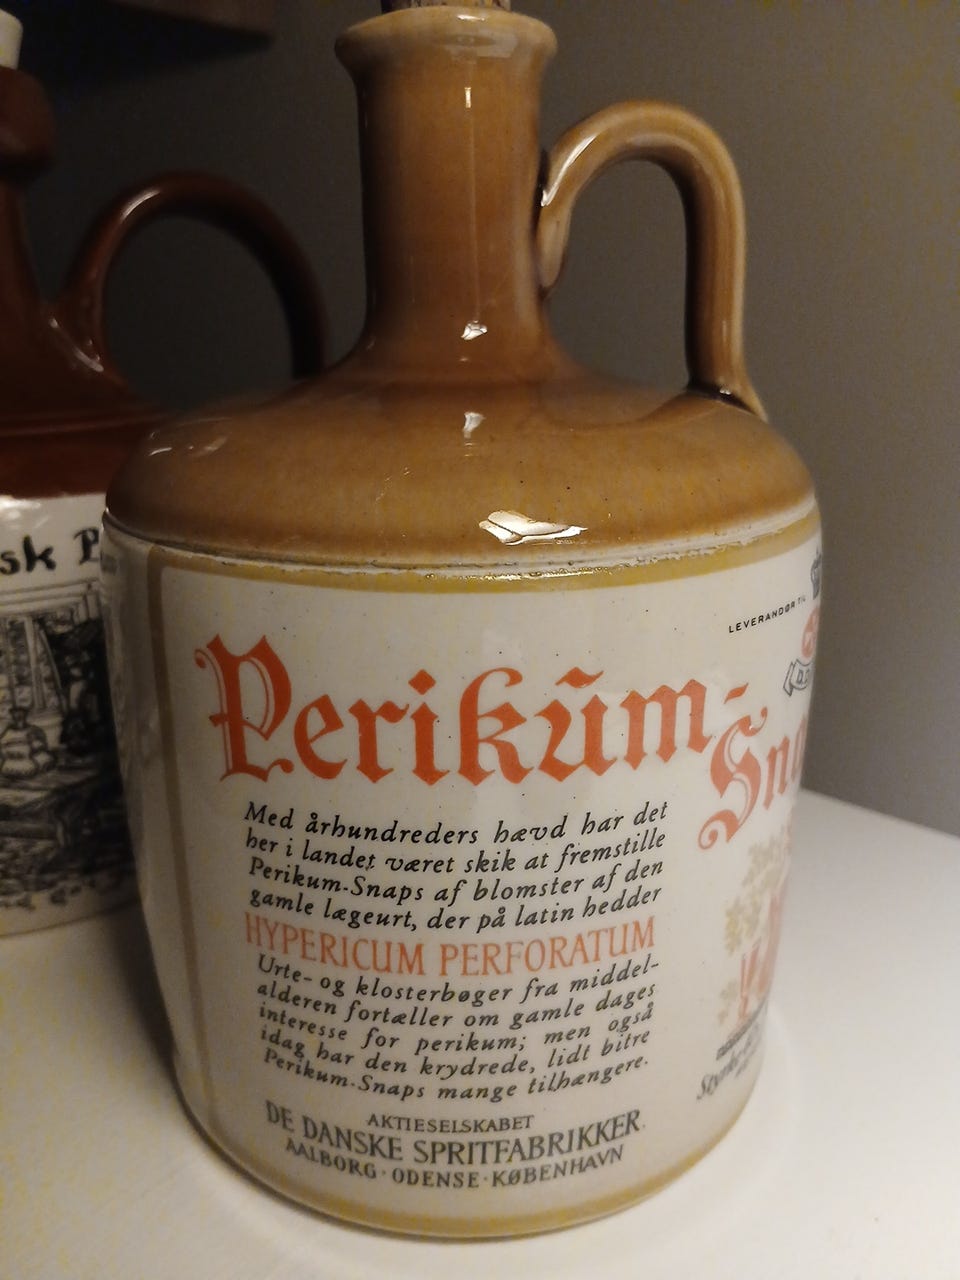 Perikũm-
Med århundreders hævd har det
her i landet været skik at fremstille
Perikum-Snaps af blomster af den
gamle lægeurt, der på latin hedder
HYPERICUM PERFORATUM
Urte- og klosterbøger fra middel-
alderen fortæller om gamle dages
interesse for perikum; men også
idag har den krydrede, lidt bitre
Perikum-Snaps mange tilhængere.
AKTIESELSKABET
DE DANSKE SPRITFABRIKKER
AALBORG · ODENSE · KØBENHAVN
LEVERANDØR TIL